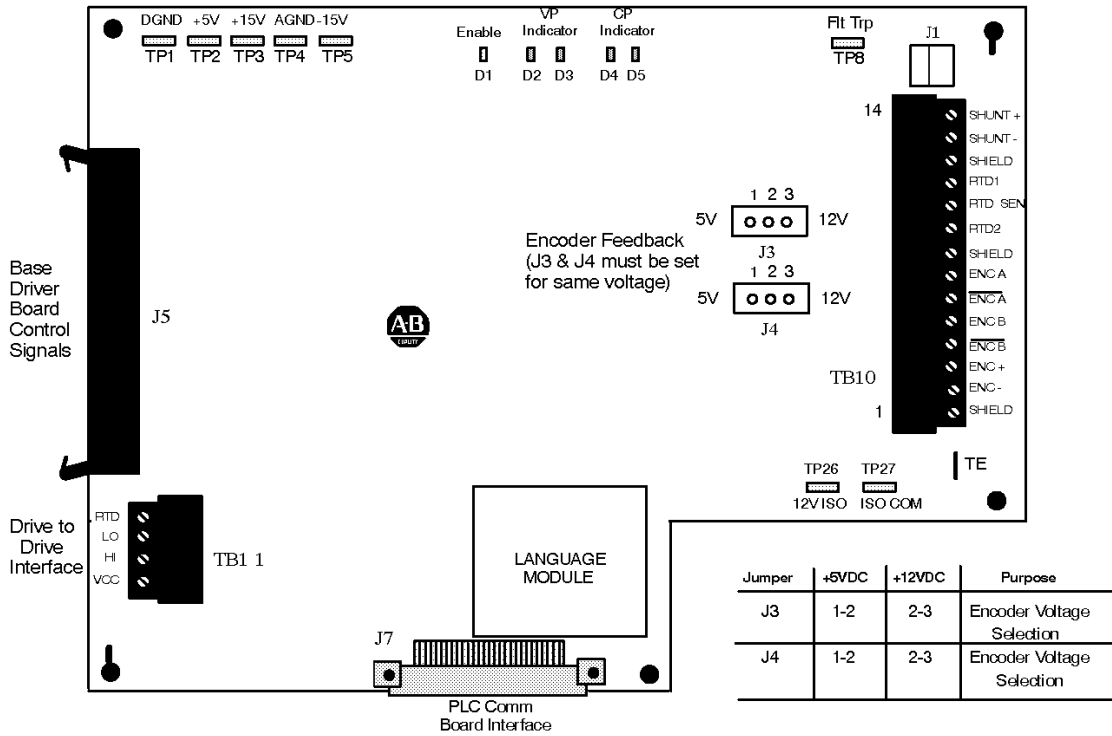 DGND +5V +15V AGND -15V
TP1 TP2 TP3 TP4 TP5
Enable
VP Indicator
CP Indicator
D1 D2 D3 D4 D5
Flt Trp
TP8
J1
14
SHUNT +
SHUNT -
SHIELD
RTD1
RTD SEN
RTD2
SHIELD
ENC A
ENC A
ENC B
ENC B
ENC +
ENC -
SHIELD
TB10
1
1 2 3
5V 12V
J3
1 2 3
5V 12V
J4
Encoder Feedback
(J3 & J4 must be set
for same voltage)
Base
Driver
Board
Control
Signals
J5
A-B
TE
TP26 TP27
12V ISO ISO COM
Drive to
Drive
Interface
RTD
LO
HI
VCC
TB1 1
LANGUAGE
MODULE
J7
PLC Comm
Board Interface
Jumper +5VDC +12VDC Purpose
J3 1-2 2-3 Encoder Voltage
Selection
J4 1-2 2-3 Encoder Voltage
Selection